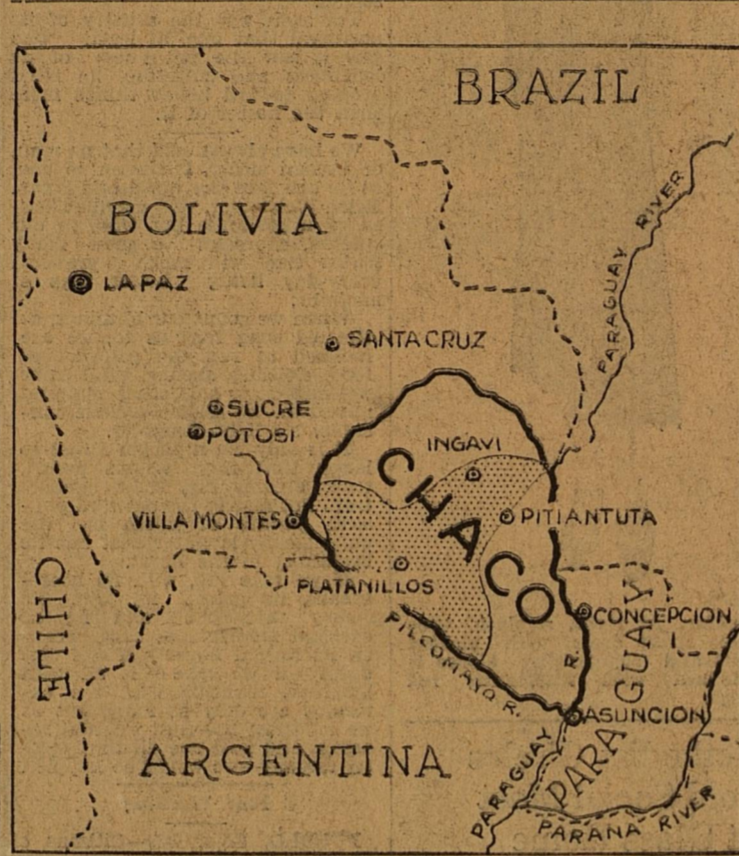 BRAZIL
BOLIVIA
PARAGUAY RIVER
LA PAZ
SANTA CRUZ
SUCRE
POTOSI
INGAVI
CHACO
VILLA MONTES
PITIANTUTA
PLATANILLOS
CHILE
CONCEPCION
PILCOMAYO R.
R.
PARAGUAY
ASUNCION
ARGENTINA
PARAGUAY
PARANA RIVER